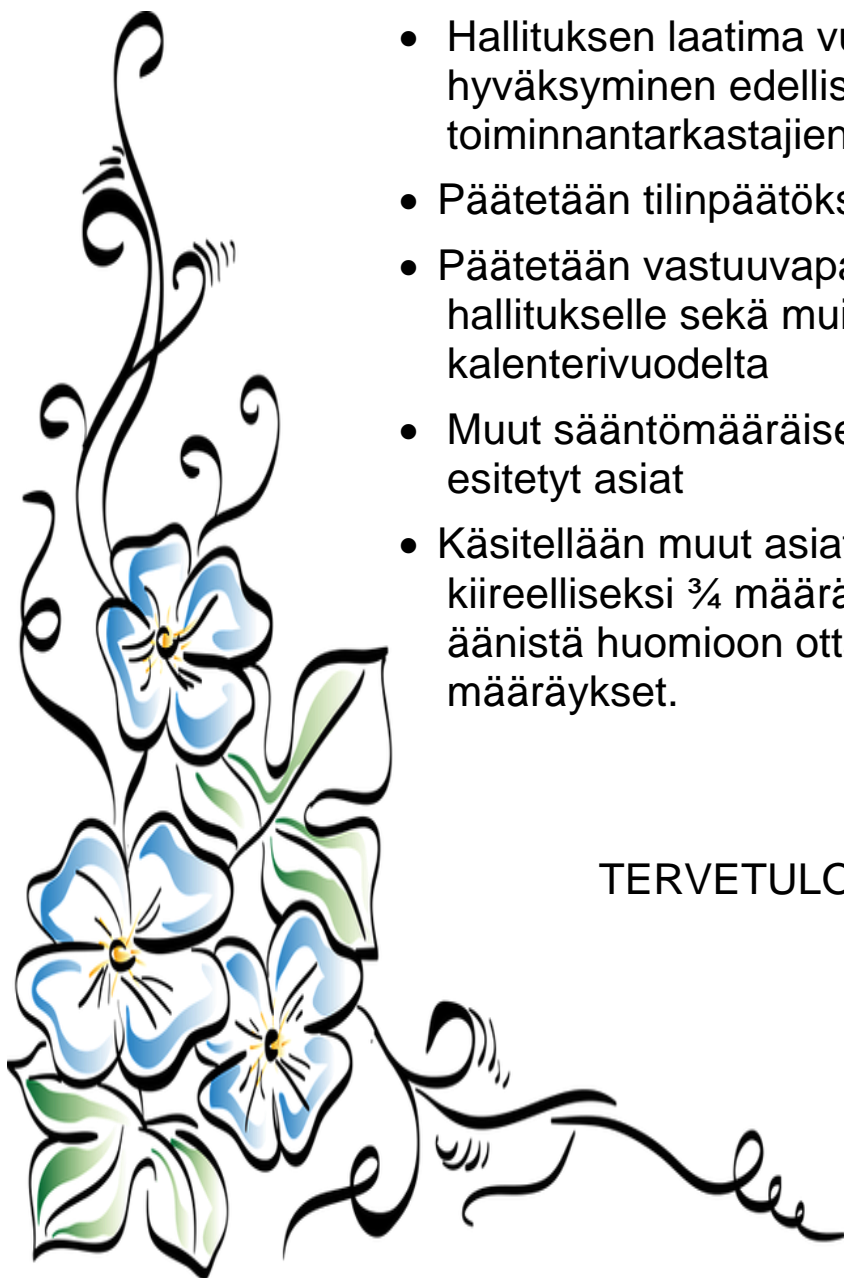 • Hallituksen laatima vu
hyväksyminen edellis
toiminnantarkastajien
• Päätetään tilinpäätöks
• Päätetään vastuuvapa
hallitukselle sekä mui
kalenterivuodelta
• Muut sääntömääräise
esitetyt asiat
• Käsitellään muut asiat
kiireelliseksi ¾ määrä
äänistä huomioon ott
määräykset.
TERVETULO